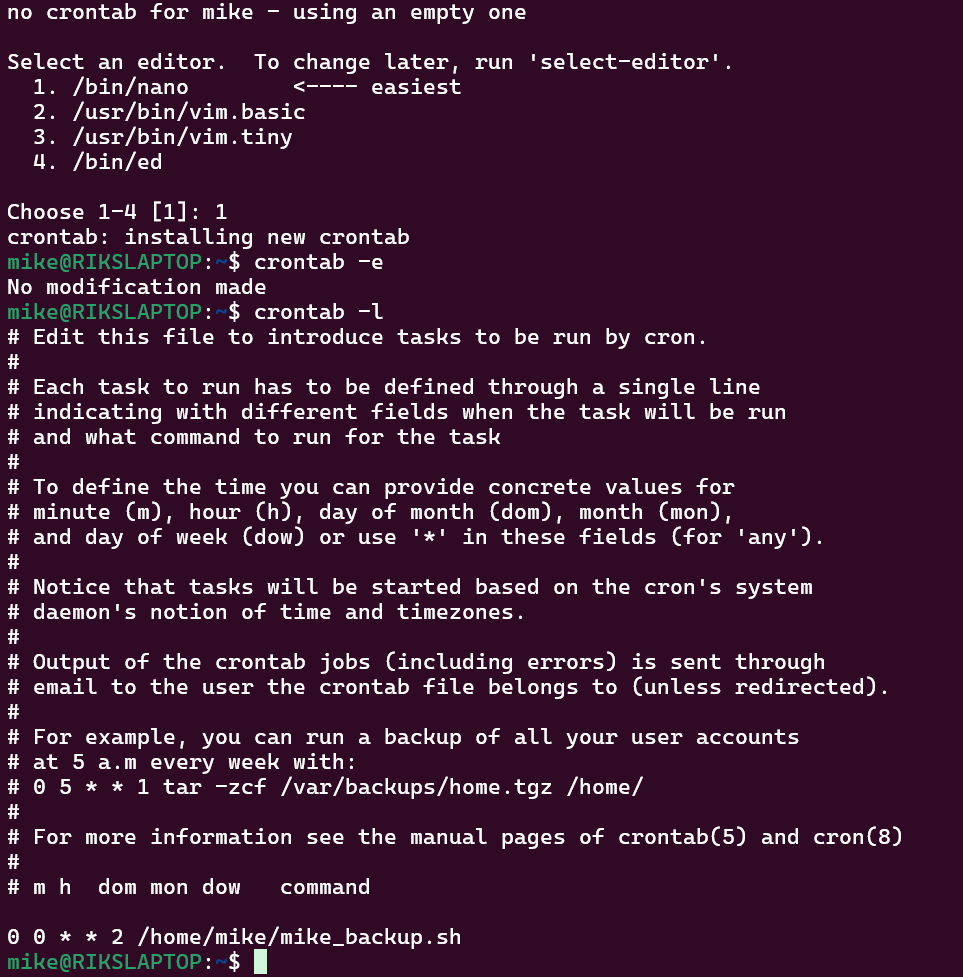 no crontab for mike - using an empty one
Select an editor.  To change later, run 'select-editor'.
  1. /bin/nano        <---- easiest
  2. /usr/bin/vim.basic
  3. /usr/bin/vim.tiny
  4. /bin/ed
Choose 1-4 [1]: 1
crontab: installing new crontab
mike@RIKSLAPTOP:~$ crontab -e
No modification made
mike@RIKSLAPTOP:~$ crontab -l
# Edit this file to introduce tasks to be run by cron.
#
# Each task to run has to be defined through a single line
# indicating with different fields when the task will be run
# and what command to run for the task
#
# To define the time you can provide concrete values for
# minute (m), hour (h), day of month (dom), month (mon),
# and day of week (dow) or use '*' in these fields (for 'any').
#
# Notice that tasks will be started based on the cron's system
# daemon's notion of time and timezones.
#
# Output of the crontab jobs (including errors) is sent through
# email to the user the crontab file belongs to (unless redirected).
#
# For example, you can run a backup of all your user accounts
# at 5 a.m every week with:
# 0 5 * * 1 tar -zcf /var/backups/home.tgz /home/
#
# For more information see the manual pages of crontab(5) and cron(8)
#
# m h  dom mon dow   command
0 0 * * 2 /home/mike/mike_backup.sh
mike@RIKSLAPTOP:~$